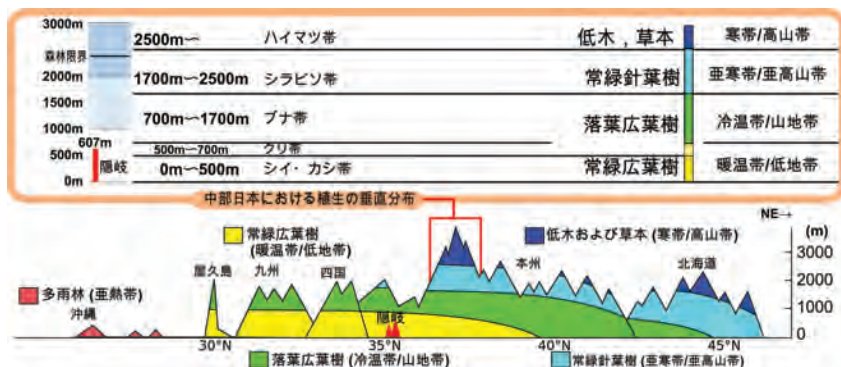 3000m
2500m〜 ハイマツ帯 低木，草本 寒帯/高山帯
森林限界
2000m 1700m〜2500m シラビソ帯 常緑針葉樹 亜寒帯/亜高山帯
1500m
700m〜1700m ブナ帯 落葉広葉樹 冷温帯/山地帯
1000m
607m
500m〜700m クリ帯
500m 隠岐 0m〜500m シイ・カシ帯 常緑広葉樹 暖温帯/低地帯
0m
中部日本における植生の垂直分布
NE→
常緑広葉樹 (暖温帯/低地帯)
低木および草本 (寒帯/高山帯)
(m)
屋久島 九州 四国 本州 北海道
3000
2000
多雨林 (亜熱帯)
沖縄
1000
隠岐
0
30°N 35°N 40°N 45°N
落葉広葉樹 (冷温帯/山地帯) 常緑針葉樹 (亜寒帯/亜高山帯)